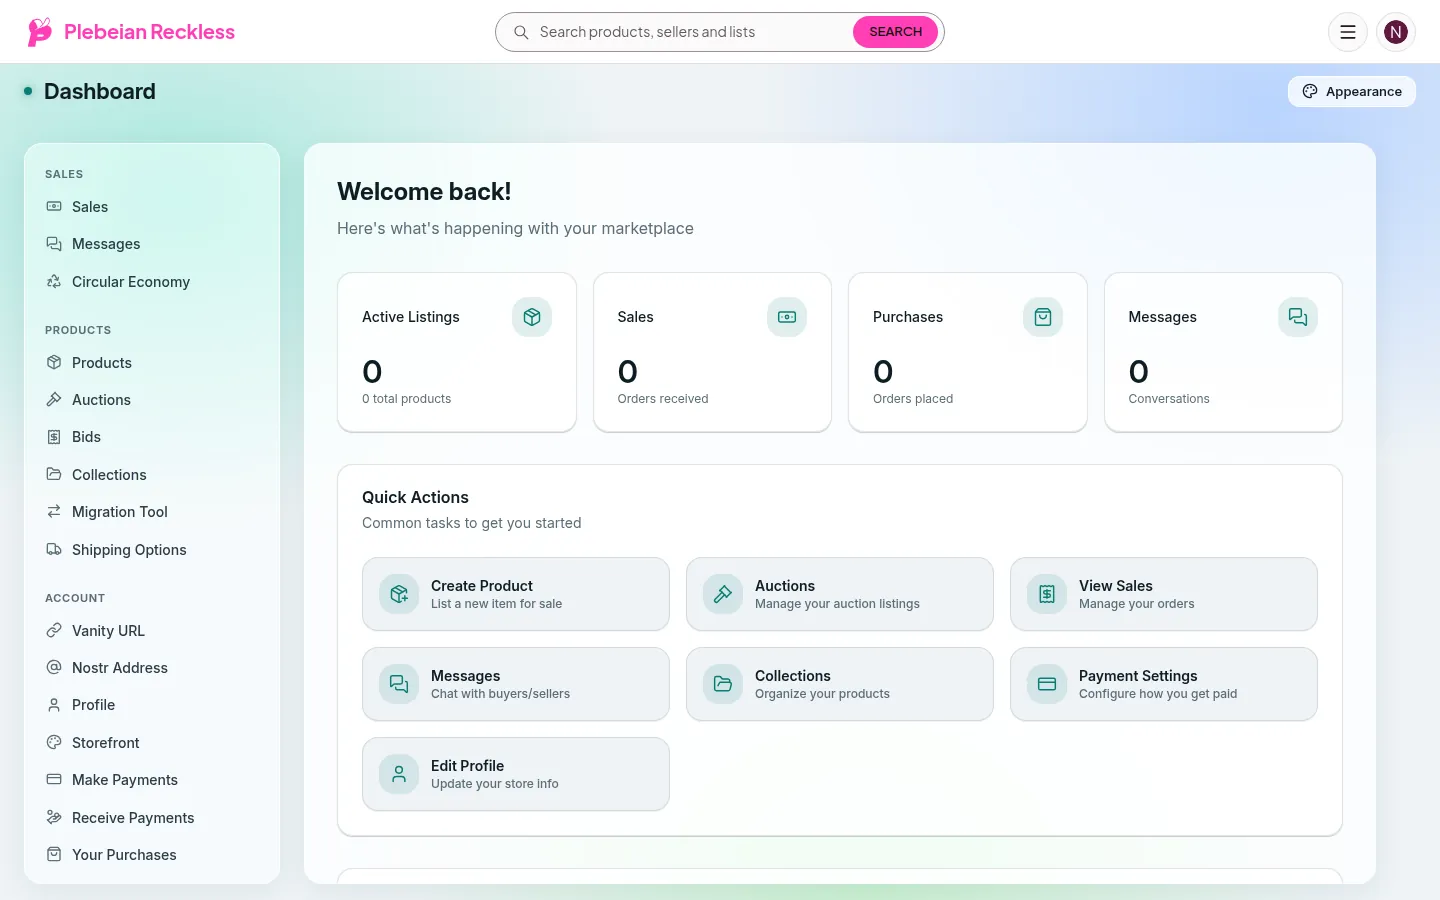 Plebeian Reckless
Search products, sellers and lists
SEARCH
N
Dashboard
Appearance
SALES
Sales
Messages
Circular Economy
PRODUCTS
Products
Auctions
Bids
Collections
Migration Tool
Shipping Options
ACCOUNT
Vanity URL
Nostr Address
Profile
Storefront
Make Payments
Receive Payments
Your Purchases
Welcome back!
Here's what's happening with your marketplace
Active Listings
0
0 total products
Sales
0
Orders received
Purchases
0
Orders placed
Messages
0
Conversations
Quick Actions
Common tasks to get you started
Create Product
List a new item for sale
Auctions
Manage your auction listings
View Sales
Manage your orders
Messages
Chat with buyers/sellers
Collections
Organize your products
Payment Settings
Configure how you get paid
Edit Profile
Update your store info